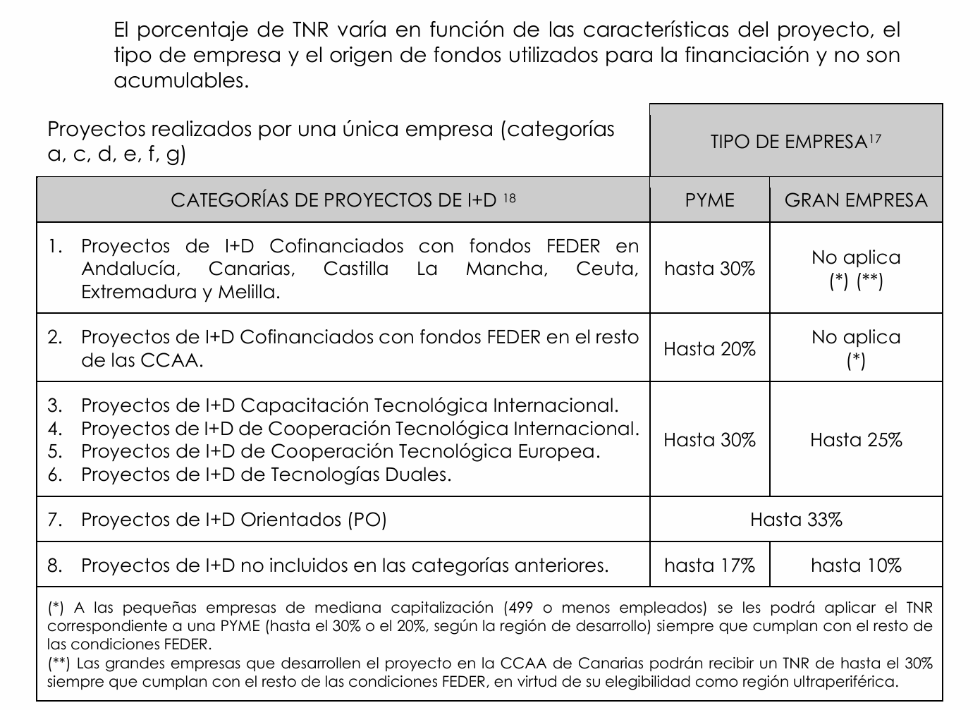 El porcentaje de TNR varía en función de las características del proyecto, el
tipo de empresa y el origen de fondos utilizados para la financiación y no son
acumulables.
Proyectos realizados por una única empresa (categorías
a, c, d, e, f, g)
TIPO DE EMPRESA17
CATEGORÍAS DE PROYECTOS DE I+D 18
PYME
GRAN EMPRESA
1. Proyectos de I+D Cofinanciados con fondos FEDER en
Andalucía, Canarias, Castilla La Mancha, Ceuta,
Extremadura y Melilla.
hasta 30%
No aplica
(*) (**)
2. Proyectos de I+D Cofinanciados con fondos FEDER en el resto
de las CCAA.
Hasta 20%
No aplica
(*)
3. Proyectos de I+D Capacitación Tecnológica Internacional.
4. Proyectos de I+D de Cooperación Tecnológica Internacional.
5. Proyectos de I+D de Cooperación Tecnológica Europea.
6. Proyectos de I+D de Tecnologías Duales.
Hasta 30%
Hasta 25%
7. Proyectos de I+D Orientados (PO)
Hasta 33%
8. Proyectos de I+D no incluidos en las categorías anteriores.
hasta 17%
hasta 10%
(*) A las pequeñas empresas de mediana capitalización (499 o menos empleados) se les podrá aplicar el TNR
correspondiente a una PYME (hasta el 30% o el 20%, según la región de desarrollo) siempre que cumplan con el resto de
las condiciones FEDER.
(**) Las grandes empresas que desarrollen el proyecto en la CCAA de Canarias podrán recibir un TNR de hasta el 30%
siempre que cumplan con el resto de las condiciones FEDER, en virtud de su elegibilidad como región ultraperiférica.